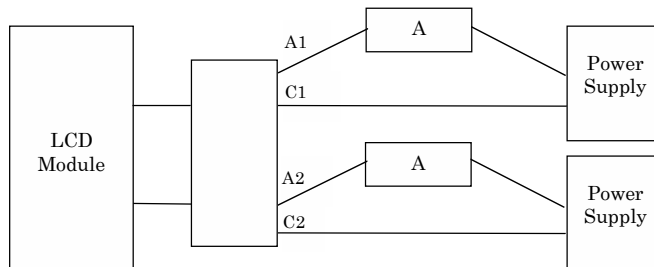 A
A1
Power
Supply
C1
LCD
Module
A
A2
Power
Supply
C2